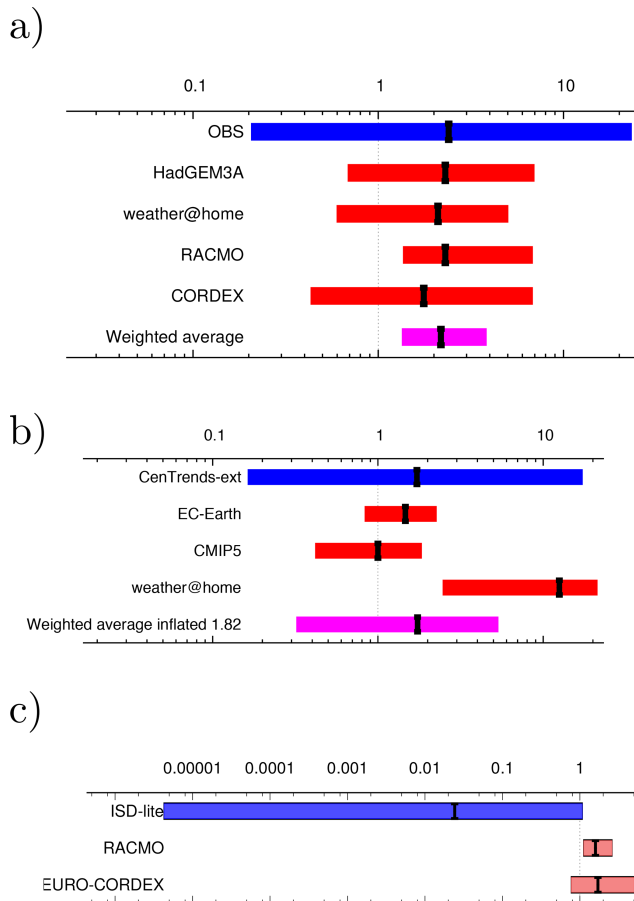 a)
0.1 1 10
OBS
HadGEM3A
weather@home
RACMO
CORDEX
Weighted average
b)
0.1 1 10
CenTrends-ext
EC-Earth
CMIP5
weather@home
Weighted average inflated 1.82
c)
0.00001 0.0001 0.001 0.01 0.1 1
ISD-lite
RACMO
EURO-CORDEX